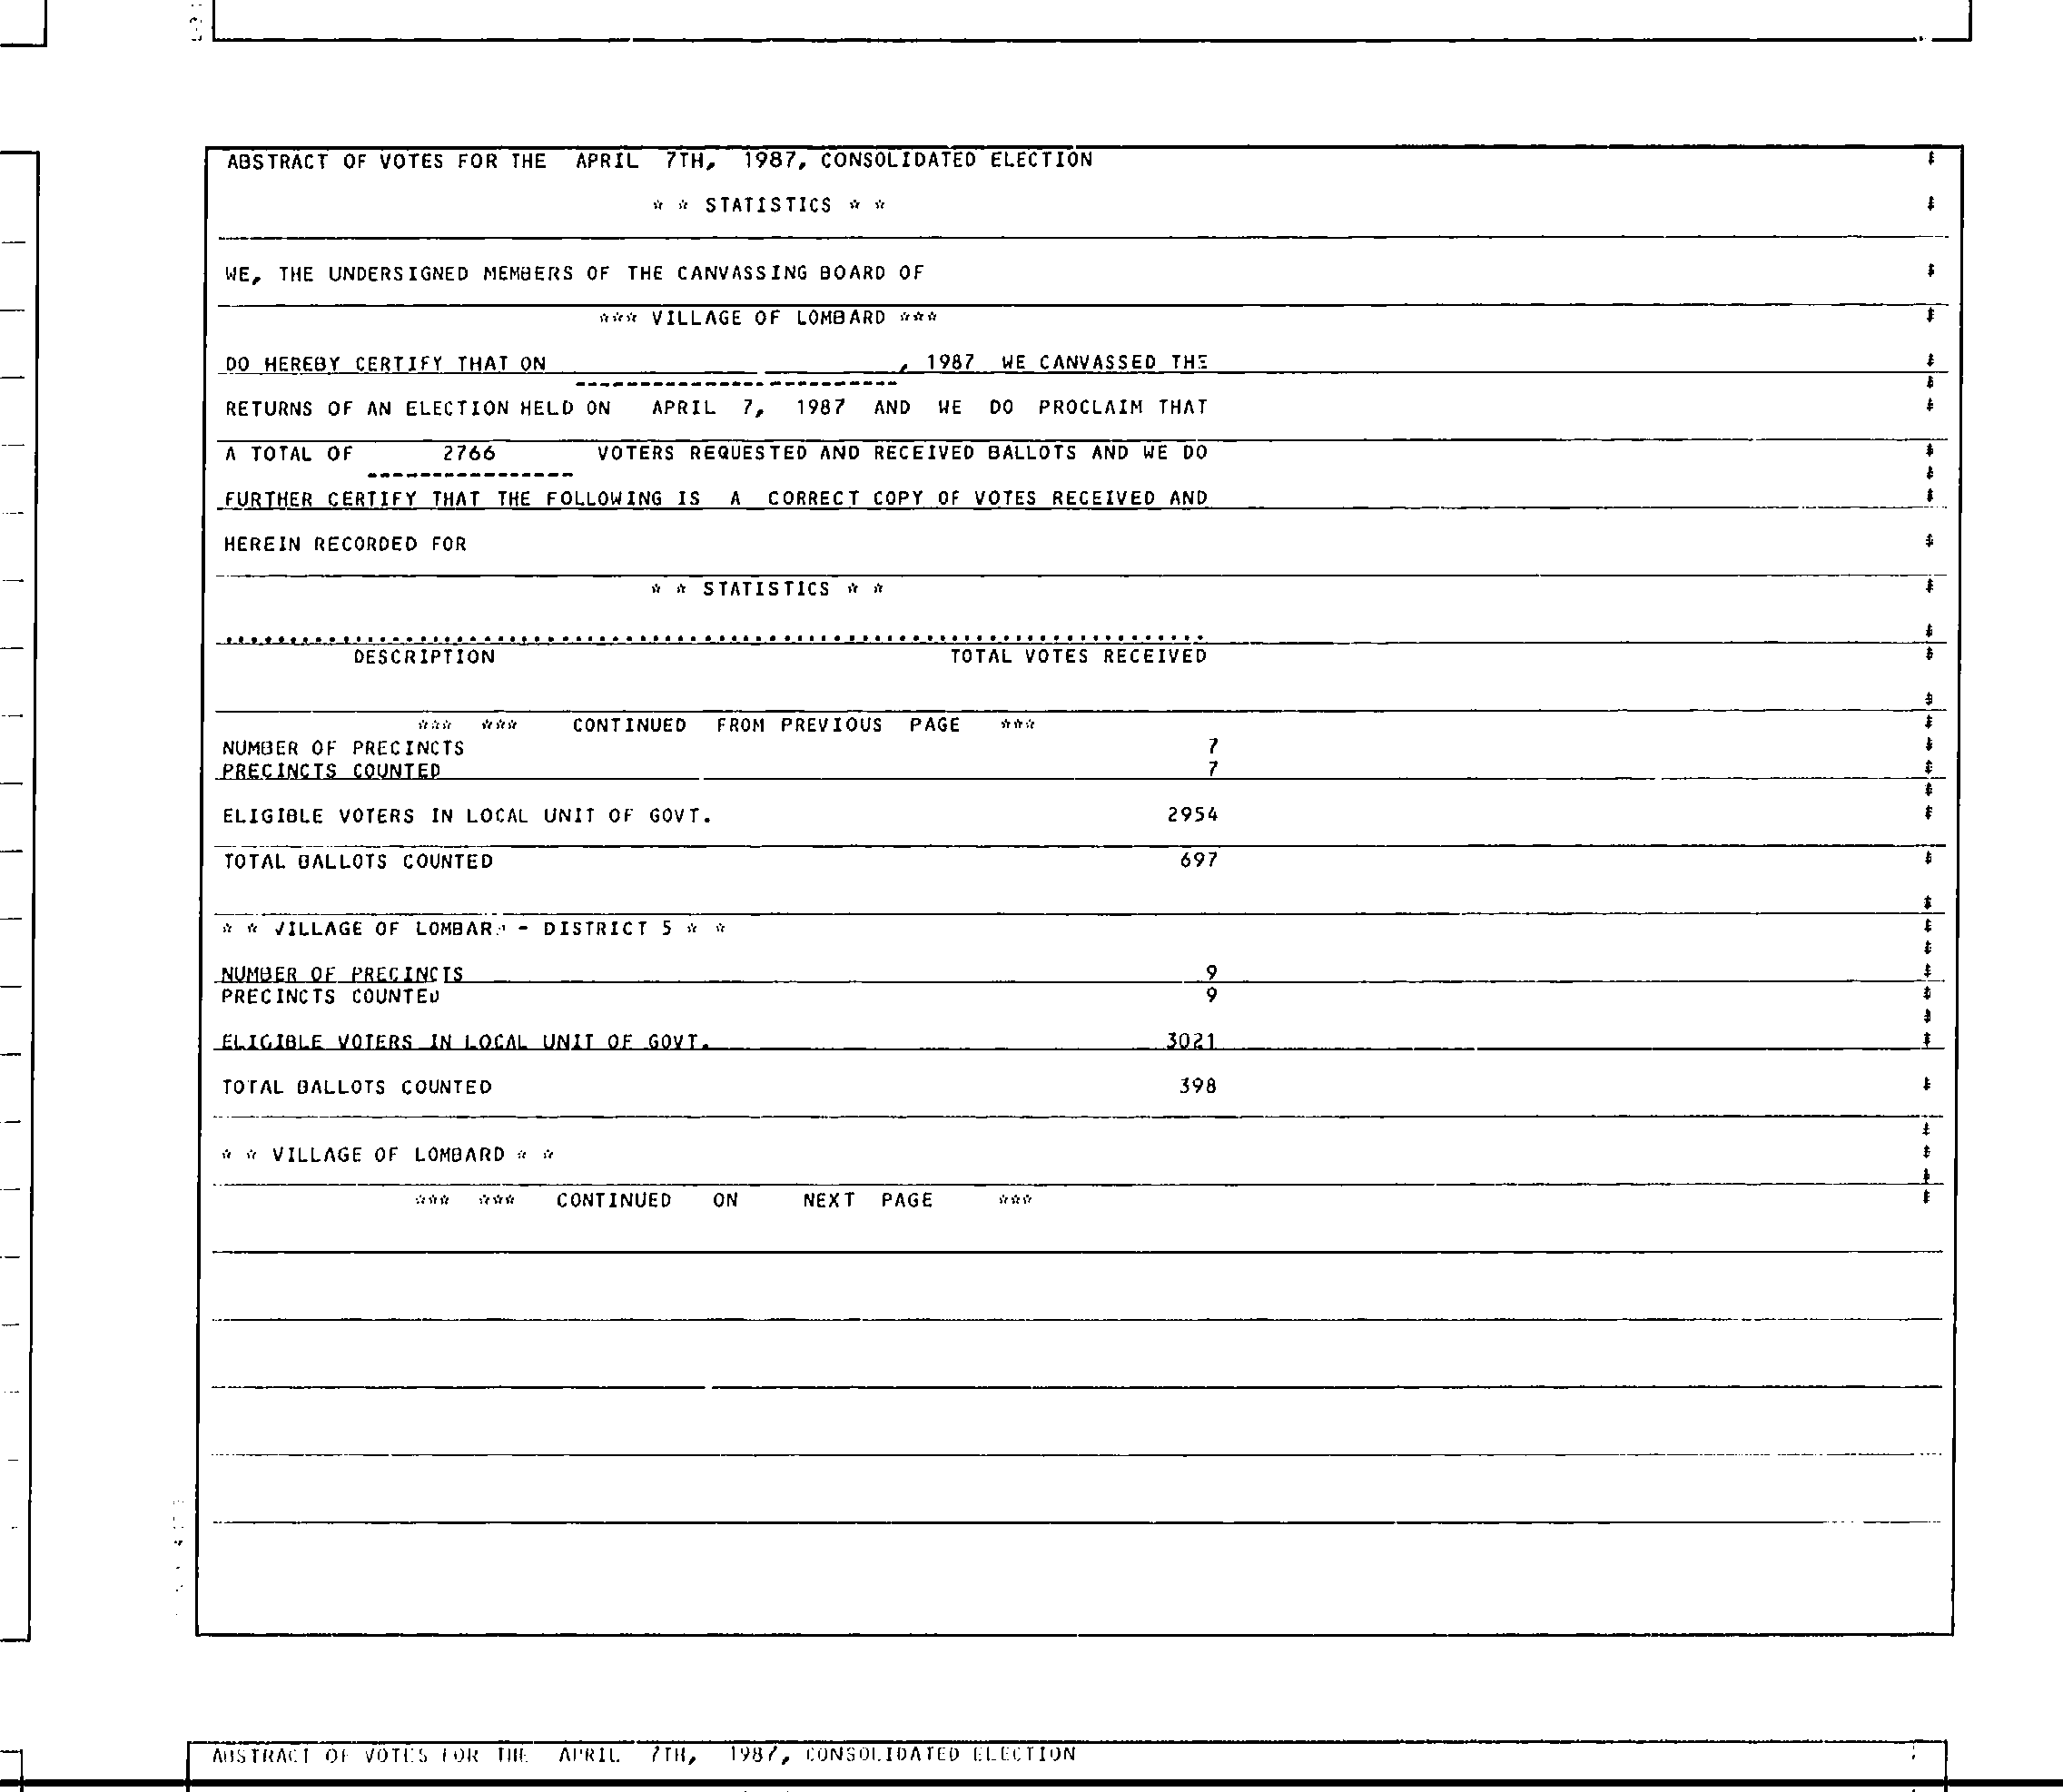 ABSTRACT OF VOTES FOR THE APRIL 7TH, 1987, CONSOLIDATED ELECTION
* * STATISTICS * *
WE, THE UNDERSIGNED MEMBERS OF THE CANVASSING BOARD OF
*** VILLAGE OF LOMBARD ***
DO HEREBY CERTIFY THAT ON , 1987 WE CANVASSED THE
RETURNS OF AN ELECTION HELD ON APRIL 7, 1987 AND WE DO PROCLAIM THAT
A TOTAL OF 2766 VOTERS REQUESTED AND RECEIVED BALLOTS AND WE DO
FURTHER CERTIFY THAT THE FOLLOWING IS A CORRECT COPY OF VOTES RECEIVED AND
HEREIN RECORDED FOR
* * STATISTICS * *
DESCRIPTION TOTAL VOTES RECEIVED
*** *** CONTINUED FROM PREVIOUS PAGE ***
NUMBER OF PRECINCTS 7
PRECINCTS COUNTED 7
ELIGIBLE VOTERS IN LOCAL UNIT OF GOVT. 2954
TOTAL BALLOTS COUNTED 697
* * VILLAGE OF LOMBARD - DISTRICT 5 * *
NUMBER OF PRECINCTS 9
PRECINCTS COUNTED 9
ELIGIBLE VOTERS IN LOCAL UNIT OF GOVT. 3021
TOTAL BALLOTS COUNTED 398
* * VILLAGE OF LOMBARD * *
*** *** CONTINUED ON NEXT PAGE ***
ABSTRACT OF VOTES FOR THE APRIL 7TH, 1987, CONSOLIDATED ELECTION